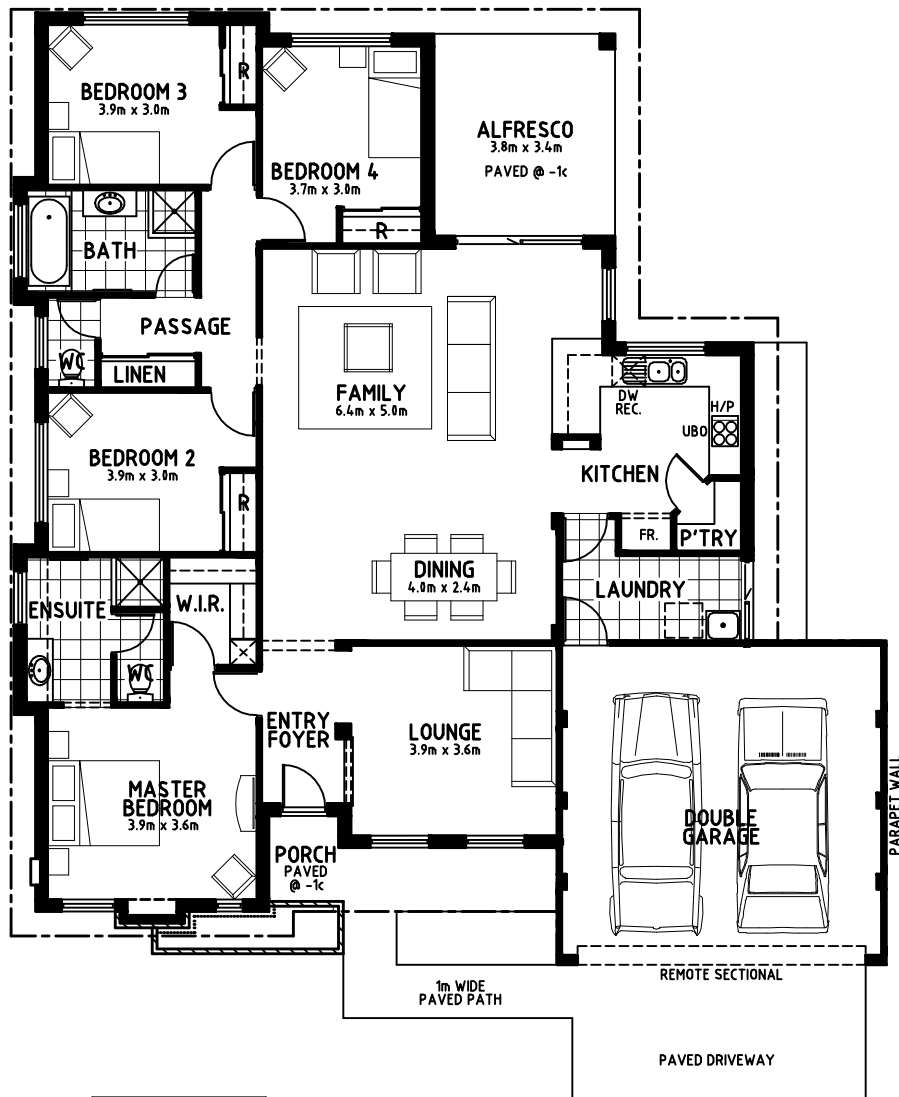 BEDROOM 3
3.9m x 3.0m
R
BEDROOM 4
3.7m x 3.0m
R
ALFRESCO
3.8m x 3.4m
PAVED @ -1c
BATH
PASSAGE
WC
LINEN
FAMILY
6.4m x 5.0m
DW
REC.
H/P
UBO
KITCHEN
BEDROOM 2
3.9m x 3.0m
R
FR.
P'TRY
DINING
4.0m x 2.4m
LAUNDRY
ENSUITE
W.I.R.
WC
ENTRY
FOYER
LOUNGE
3.9m x 3.6m
MASTER
BEDROOM
3.9m x 3.6m
DOUBLE
GARAGE
PARAPET WALL
PORCH
PAVED
@ -1c
REMOTE SECTIONAL
1m WIDE
PAVED PATH
PAVED DRIVEWAY